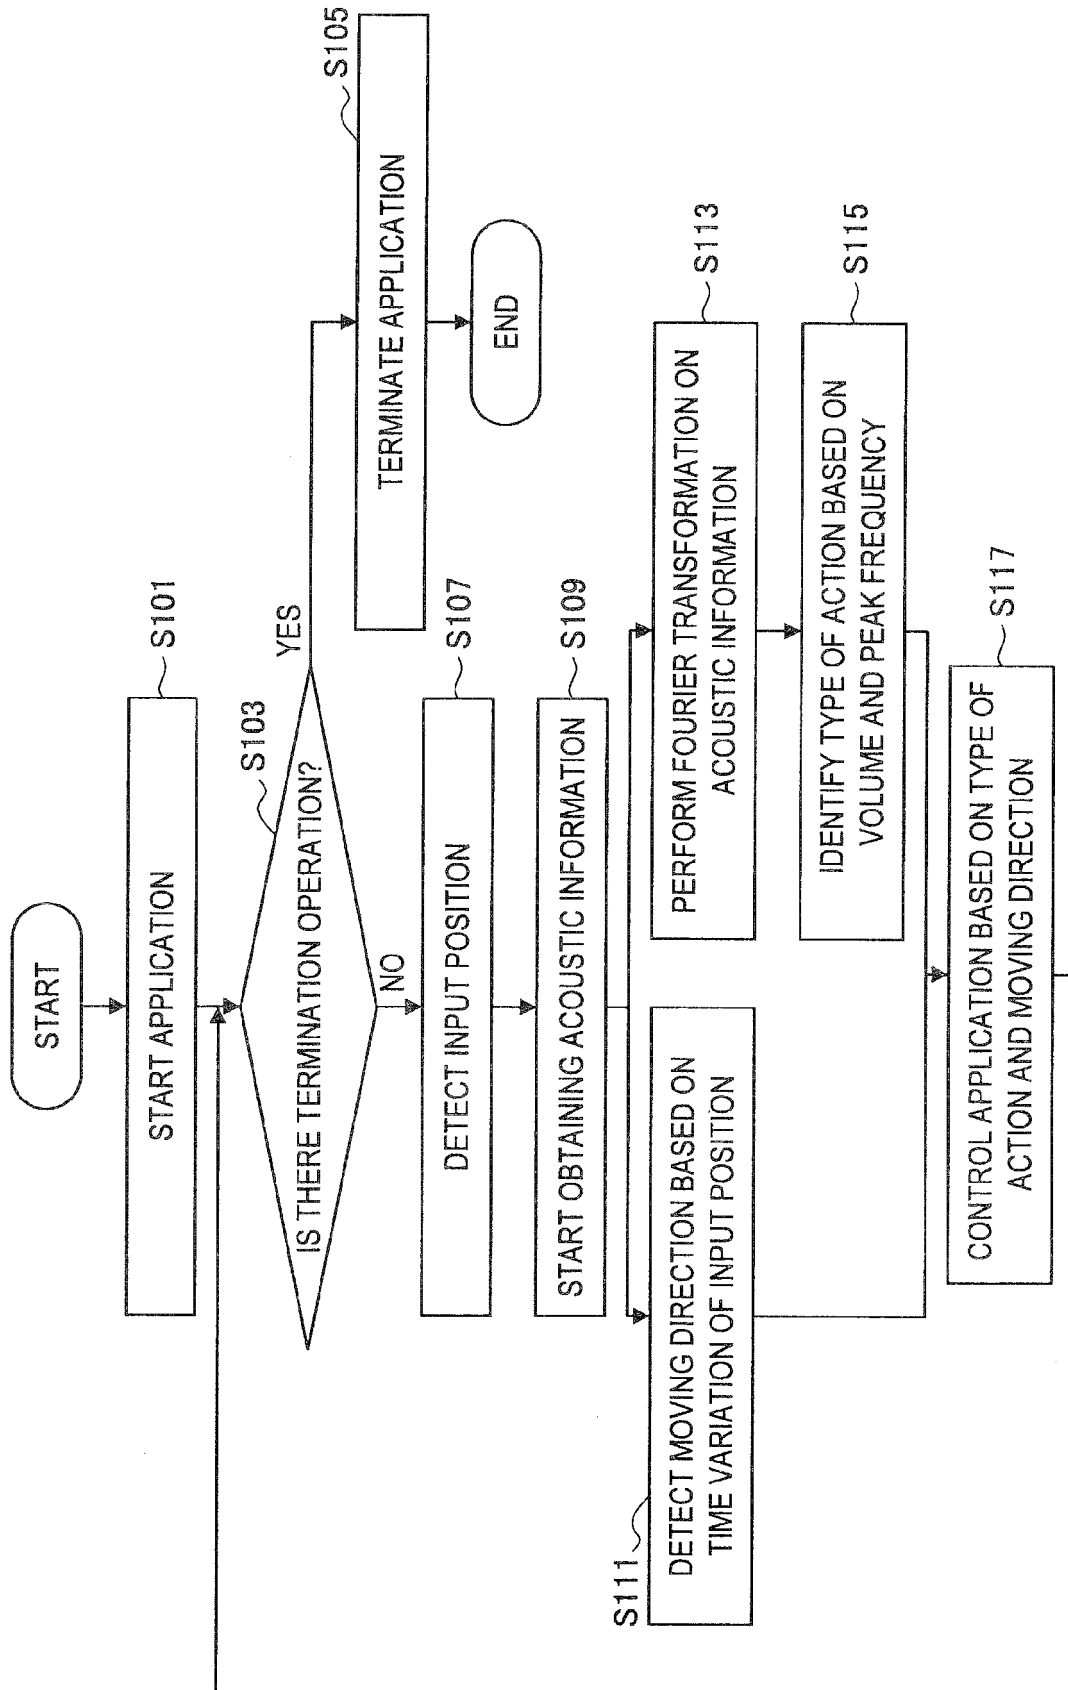 START
START APPLICATION
S101
IS THERE TERMINATION OPERATION?
S103
YES
NO
TERMINATE APPLICATION
S105
END
DETECT INPUT POSITION
S107
START OBTAINING ACOUSTIC INFORMATION
S109
DETECT MOVING DIRECTION BASED ON
TIME VARIATION OF INPUT POSITION
S111
PERFORM FOURIER TRANSFORMATION ON
ACOUSTIC INFORMATION
S113
IDENTIFY TYPE OF ACTION BASED ON
VOLUME AND PEAK FREQUENCY
S115
CONTROL APPLICATION BASED ON TYPE OF
ACTION AND MOVING DIRECTION
S117